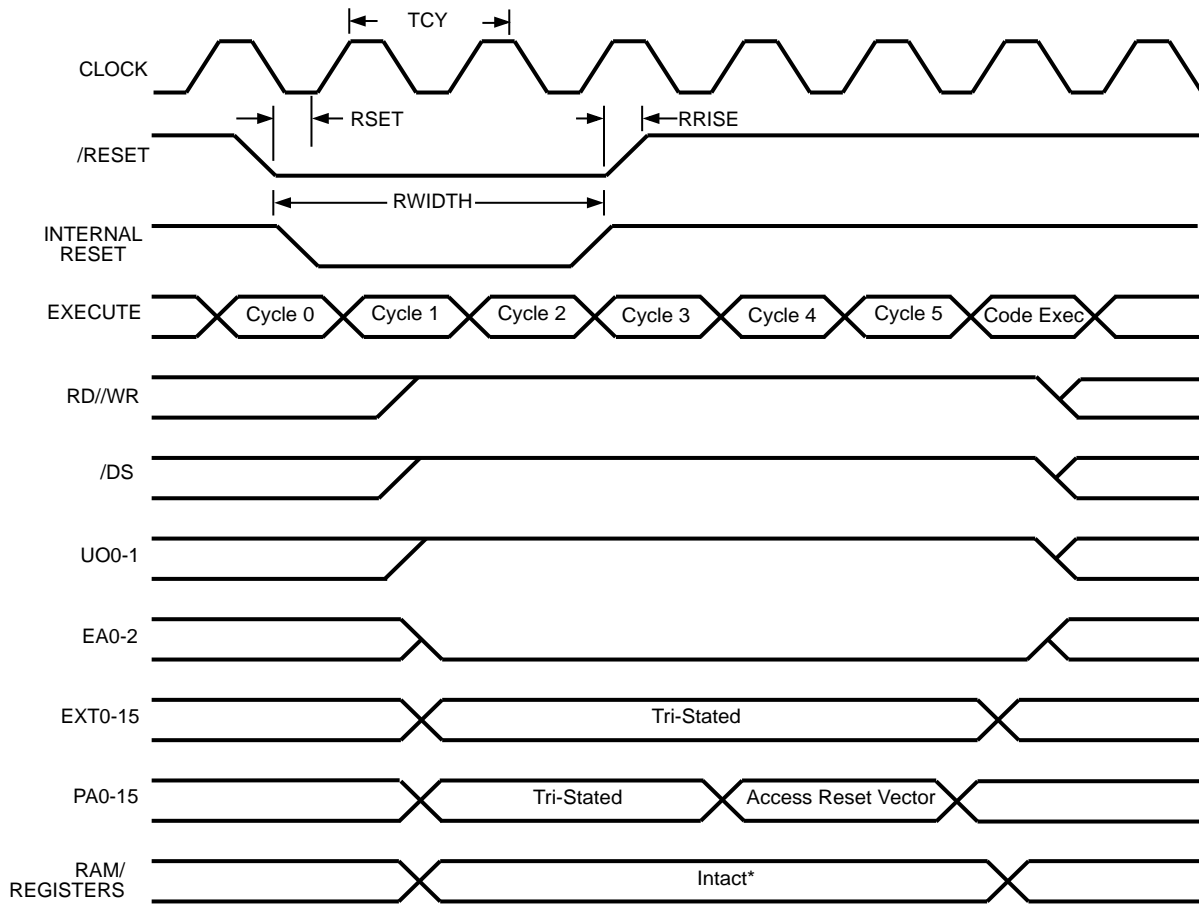 TCY
CLOCK
RSET
RRISE
/RESET
RWIDTH
INTERNAL
RESET
EXECUTE
Cycle 0
Cycle 1
Cycle 2
Cycle 3
Cycle 4
Cycle 5
Code Exec
RD//WR
/DS
UO0-1
EA0-2
EXT0-15
Tri-Stated
PA0-15
Tri-Stated
Access Reset Vector
RAM/
REGISTERS
Intact*